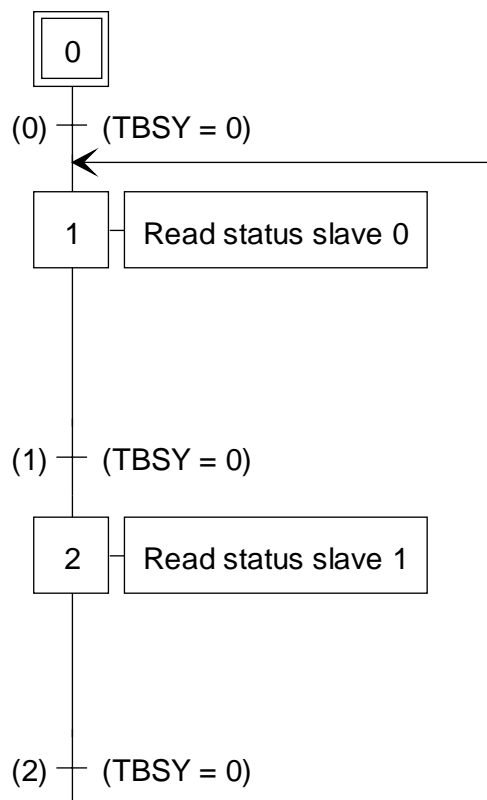 0
(0) (TBSY = 0)
1 Read status slave 0
(1) (TBSY = 0)
2 Read status slave 1
(2) (TBSY = 0)